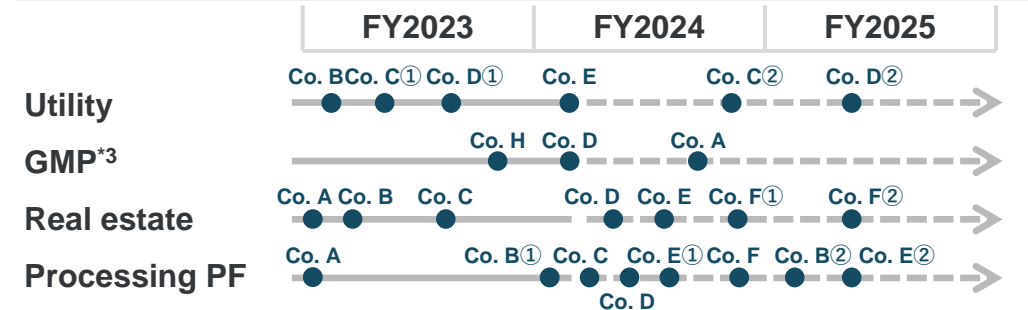 FY2023 FY2024 FY2025
Co. B Co. C① Co. D① Co. E Co. C② Co. D②
Utility
Co. H Co. D Co. A
GMP*3
Co. A Co. B Co. C Co. D Co. E Co. F① Co. F②
Real estate
Co. A Co. B① Co. C Co. E① Co. F Co. B② Co. E②
Processing PF
Co. D